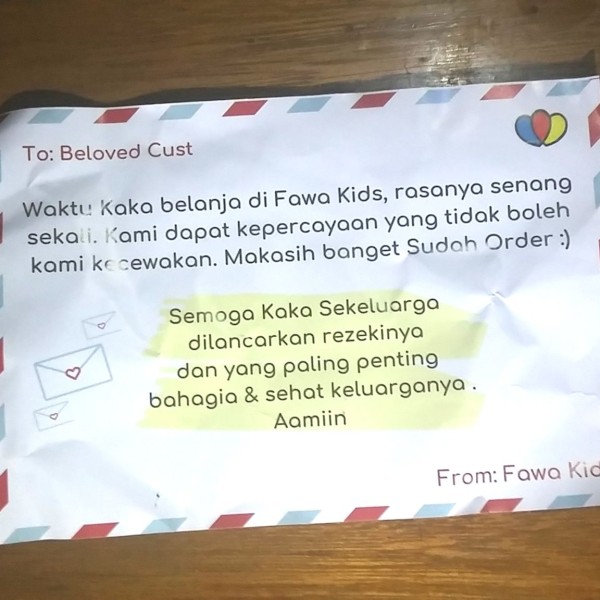 To: Beloved Cust
Waktu Kaka belanja di Fawa Kids, rasanya senang
sekali. Kami dapat kepercayaan yang tidak boleh
kami kecewakan. Makasih banget Sudah Order :)
Semoga Kaka Sekeluarga
dilancarkan rezekinya
dan yang paling penting
bahagia & sehat keluarganya .
Aamiin
From: Fawa Kid